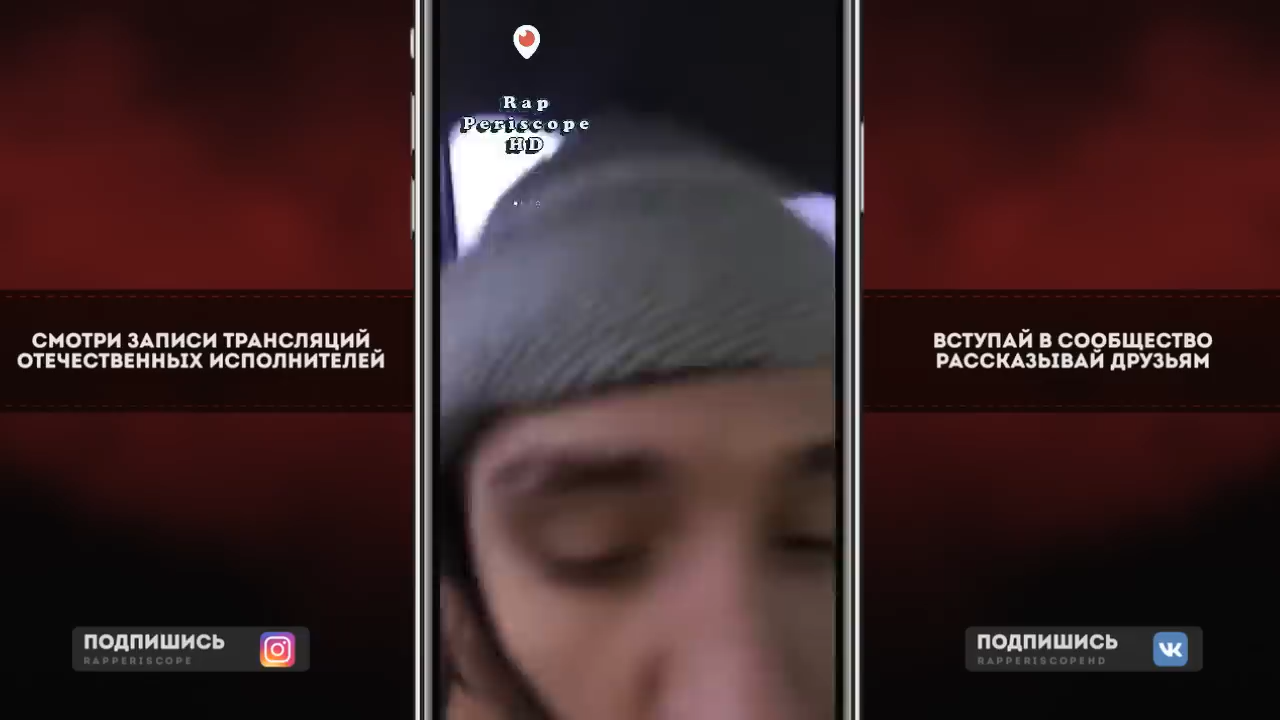 Rap
Periscope
HD
СМОТРИ ЗАПИСИ ТРАНСЛЯЦИЙ
ОТЕЧЕСТВЕННЫХ ИСПОЛНИТЕЛЕЙ
ВСТУПАЙ В СООБЩЕСТВО
РАССКАЗЫВАЙ ДРУЗЬЯМ
ПОДПИШИСЬ
RAPPERISCOPE
ПОДПИШИСЬ
RAPPERISCOPEHD